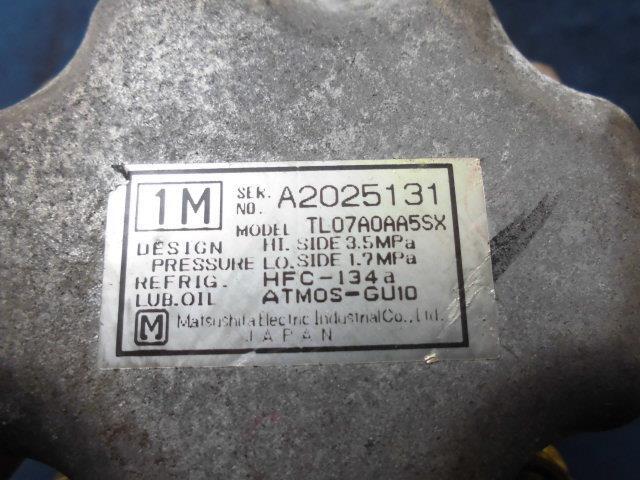 1M SER. NO. A2025131
MODEL TL07A0AA5SX
DESIGN HI. SIDE 3.5MPa
PRESSURE LO. SIDE 1.7MPa
REFRIG. HFC-134a
LUB. OIL ATMOS-GU10
M Matsushita Electric Industrial Co., Ltd.
JAPAN